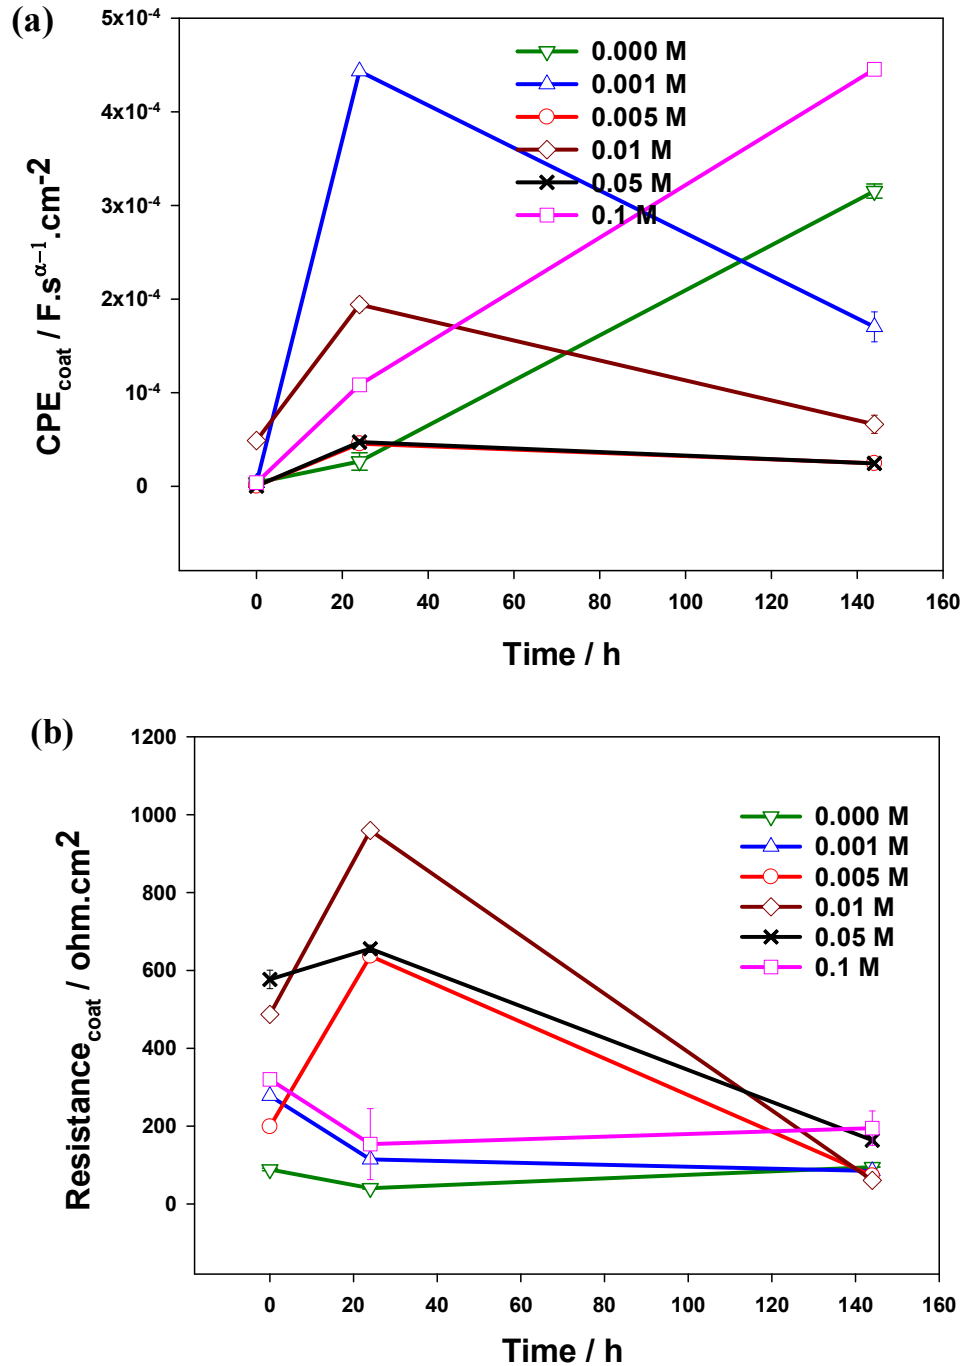 (a)
5x10-4
4x10-4
3x10-4
2x10-4
10-4
0
CPEcoat / F.sα−1.cm-2
0.000 M
0.001 M
0.005 M
0.01 M
0.05 M
0.1 M
0 20 40 60 80 100 120 140 160
Time / h
(b)
1200
1000
800
600
400
200
0
Resistancecoat / ohm.cm2
0.000 M
0.001 M
0.005 M
0.01 M
0.05 M
0.1 M
0 20 40 60 80 100 120 140 160
Time / h